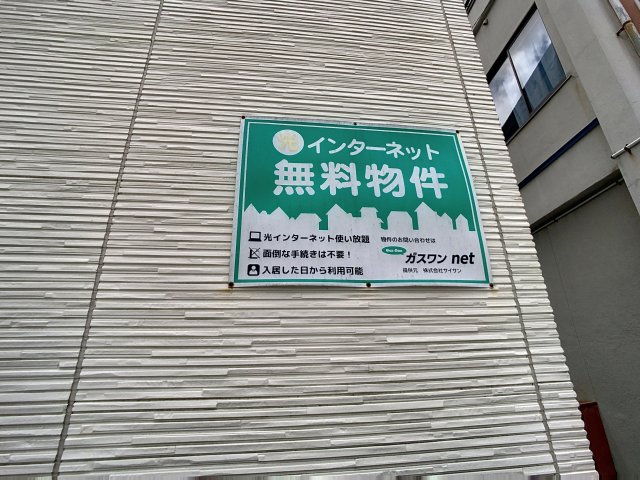 光 インターネット
無料物件
光インターネット使い放題
面倒な手続きは不要！
入居した日から利用可能
物件のお問い合わせは
ガスワン net
提供元 株式会社サイサン